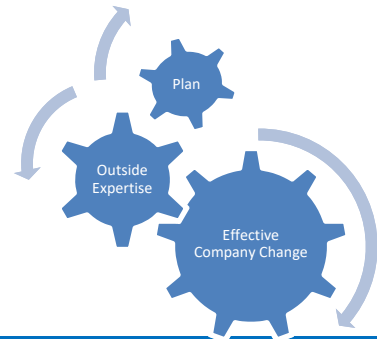 Plan
Outside
Expertise
Effective
Company Change